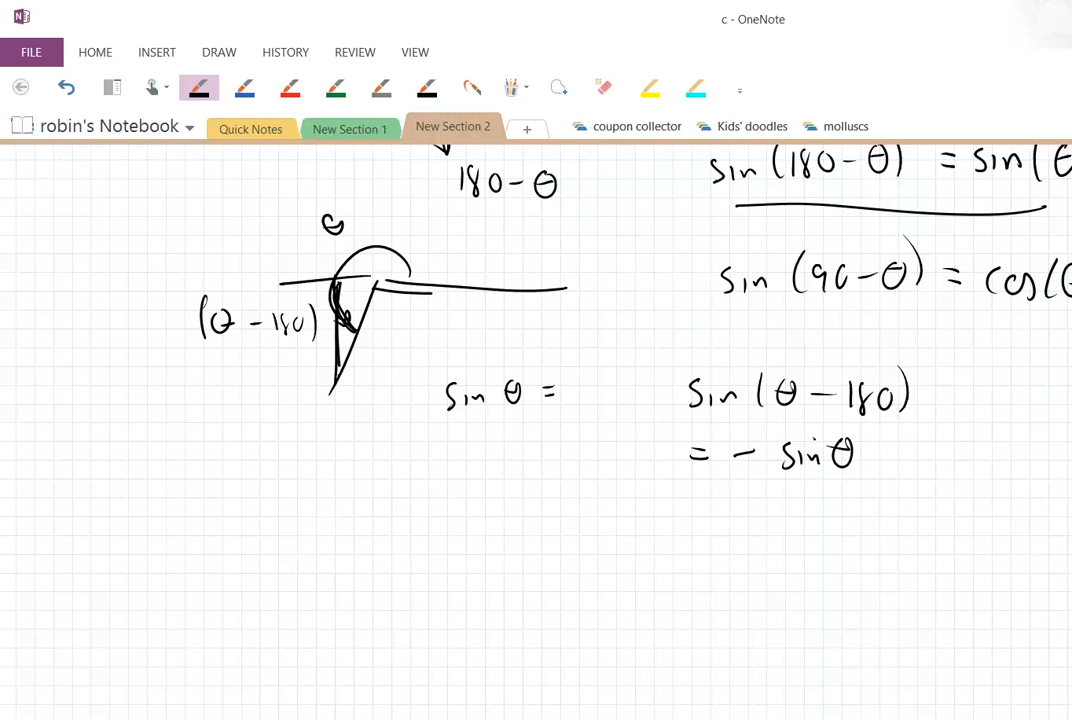 c - OneNote
FILE HOME INSERT DRAW HISTORY REVIEW VIEW
robin's Notebook Quick Notes New Section 1 New Section 2 + coupon collector Kids' doodles molluscs
sin (180 - θ) = sin(θ
180 - θ
θ
sin (90 - θ) = cos(θ
(θ - 180)
sin θ = sin (θ - 180)
= - sin θ